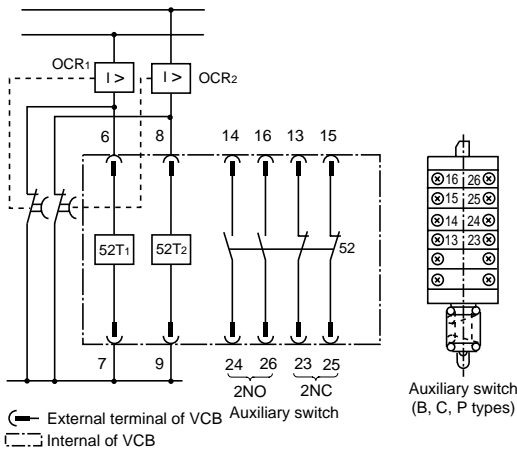 OCR1
I >
I >
OCR2
6
8
14
16
13
15
52T1
52T2
52
7
9
24
26
23
25
2NO
2NC
Auxiliary switch
External terminal of VCB
Internal of VCB
16 26
15 25
14 24
13 23
Auxiliary switch
(B, C, P types)